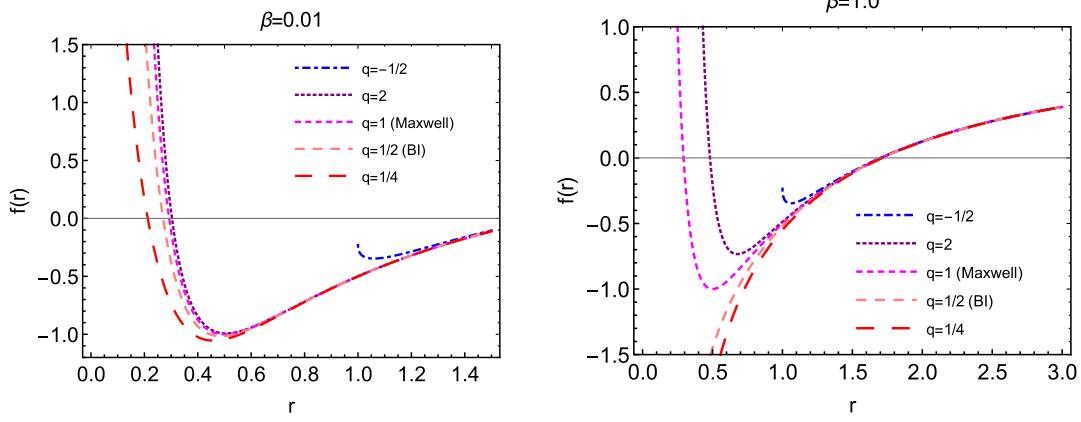 β=0.01
1.5
1.0
0.5
0.0
−0.5
−1.0
f(r)
q=−1/2
q=2
q=1 (Maxwell)
q=1/2 (BI)
q=1/4
0.0 0.2 0.4 0.6 0.8 1.0 1.2 1.4
r
β=1.0
1.0
0.5
0.0
−0.5
−1.0
−1.5
f(r)
q=−1/2
q=2
q=1 (Maxwell)
q=1/2 (BI)
q=1/4
0.0 0.5 1.0 1.5 2.0 2.5 3.0
r